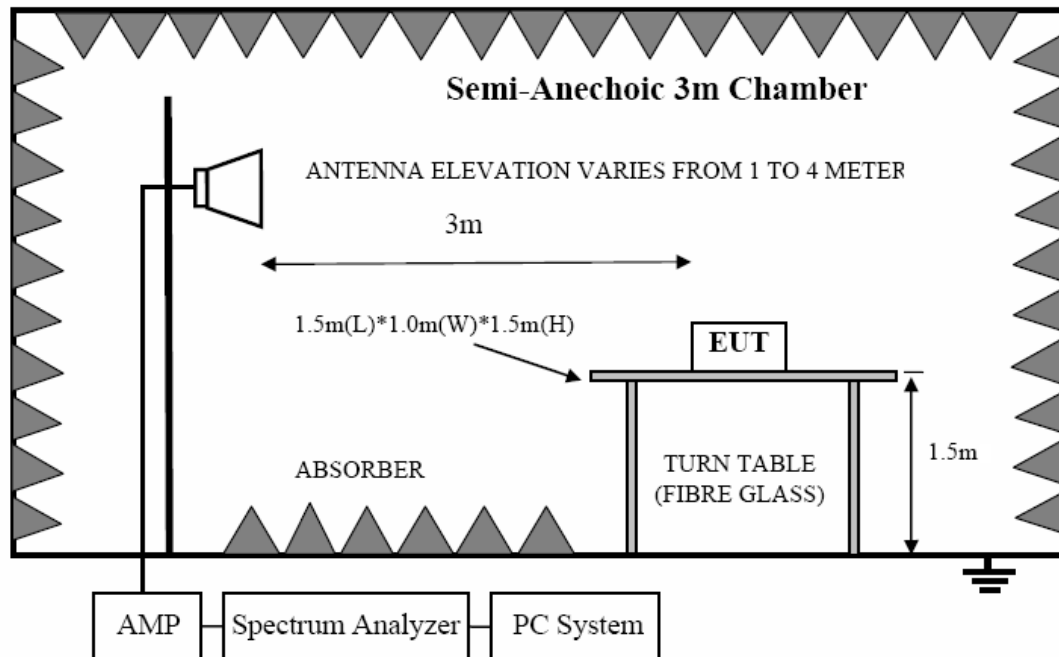 Semi-Anechoic 3m Chamber
ANTENNA ELEVATION VARIES FROM 1 TO 4 METER
3m
1.5m(L)*1.0m(W)*1.5m(H)
EUT
1.5m
ABSORBER
TURN TABLE
(FIBRE GLASS)
AMP
Spectrum Analyzer
PC System